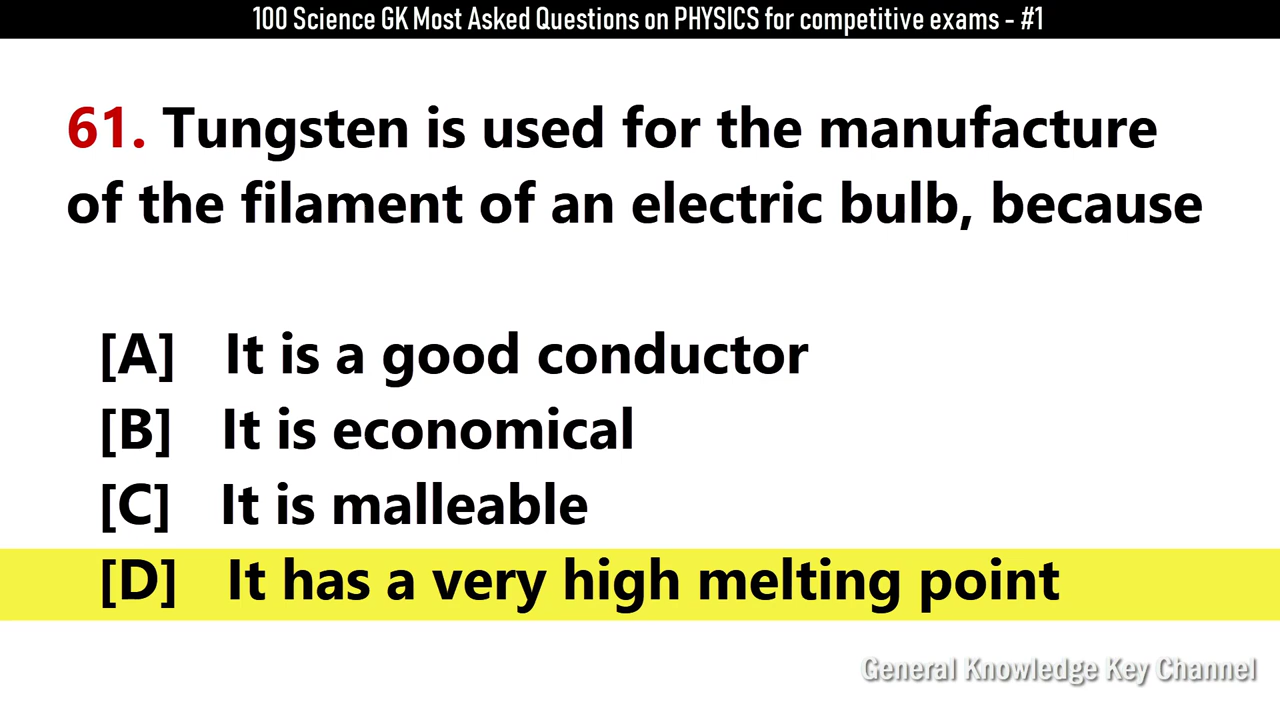 100 Science GK Most Asked Questions on PHYSICS for competitive exams - #1
61. Tungsten is used for the manufacture
of the filament of an electric bulb, because
[A] It is a good conductor
[B] It is economical
[C] It is malleable
[D] It has a very high melting point
General Knowledge Key Channel